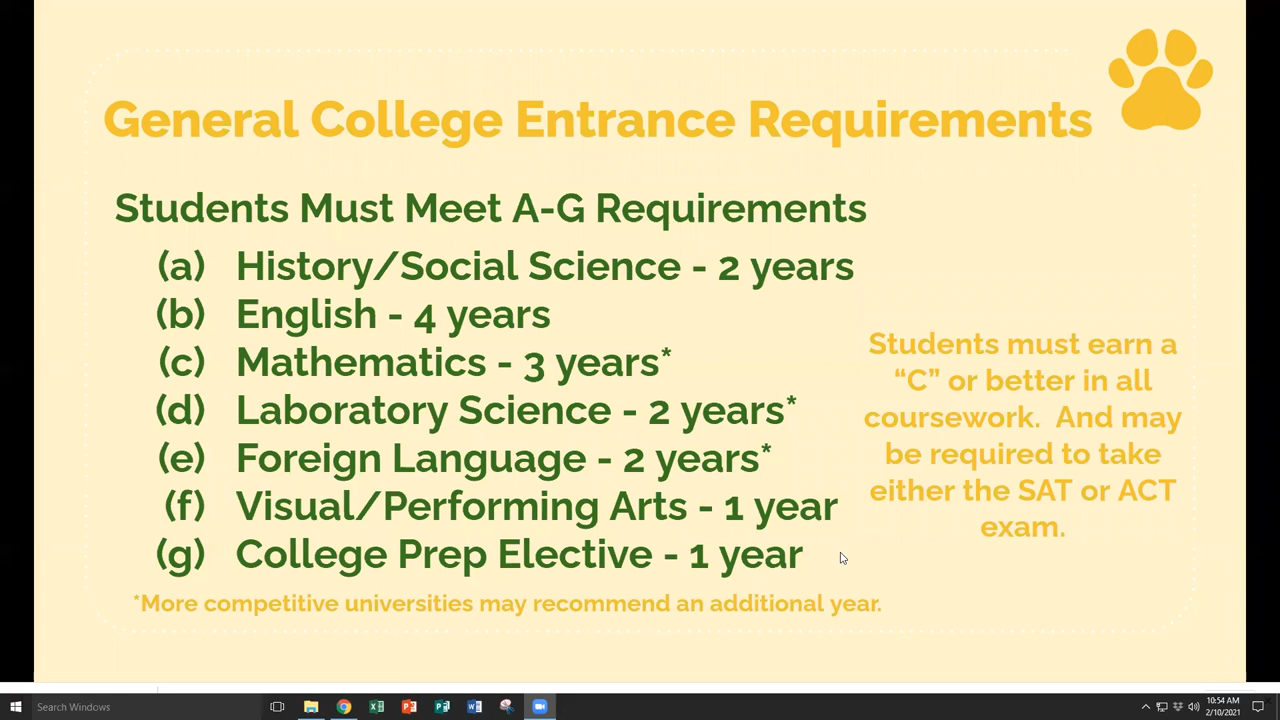 General College Entrance Requirements
Students Must Meet A-G Requirements
(a) History/Social Science - 2 years
(b) English - 4 years
(c) Mathematics - 3 years*
(d) Laboratory Science - 2 years*
(e) Foreign Language - 2 years*
(f) Visual/Performing Arts - 1 year
(g) College Prep Elective - 1 year
*More competitive universities may recommend an additional year.
Students must earn a
“C” or better in all
coursework. And may
be required to take
either the SAT or ACT
exam.
Search Windows
10:54 AM
2/10/2021